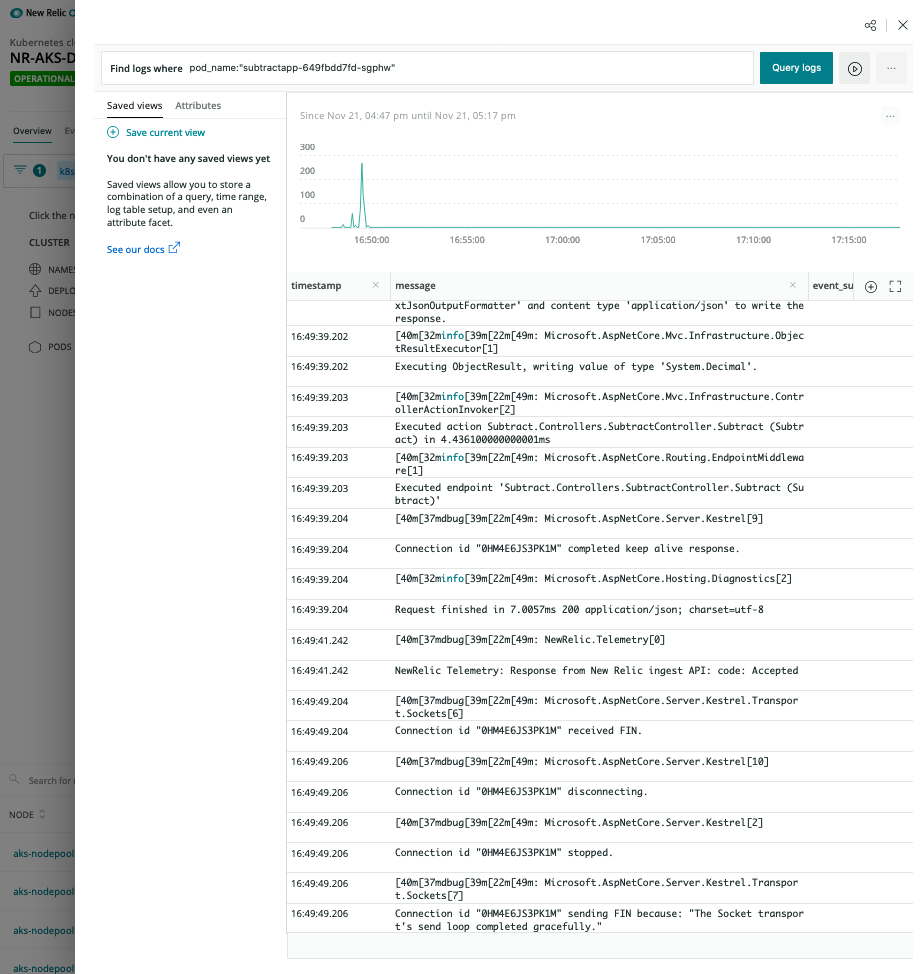 New Relic O
Kubernetes cl
NR-AKS-D
OPERATIONAL
Overview
Ev
1
k8s
Click the n
CLUSTER
NAMES
DEPLO
NODES
PODS
Search for
NODE
aks-nodepool
aks-nodepool
aks-nodepool
aks-nodepool
Find logs where pod_name:"subtractapp-649fbdd7fd-sgphw"
Query logs
...
Saved views
Attributes
Save current view
You don't have any saved views yet
Saved views allow you to store a
combination of a query, time range,
log table setup, and even an
attribute facet.
See our docs
Since Nov 21, 04:47 pm until Nov 21, 05:17 pm
...
300
200
100
0
16:50:00 16:55:00 17:00:00 17:05:00 17:10:00 17:15:00
timestamp × message × event_su
xtJsonOutputFormatter' and content type 'application/json' to write the
response.
16:49:39.202 [40m[32minfo[39m[22m[49m: Microsoft.AspNetCore.Mvc.Infrastructure.Objec
tResultExecutor[1]
16:49:39.202 Executing ObjectResult, writing value of type 'System.Decimal'.
16:49:39.203 [40m[32minfo[39m[22m[49m: Microsoft.AspNetCore.Mvc.Infrastructure.Contr
ollerActionInvoker[2]
16:49:39.203 Executed action Subtract.Controllers.SubtractController.Subtract (Subtr
act) in 4.436100000000001ms
16:49:39.203 [40m[32minfo[39m[22m[49m: Microsoft.AspNetCore.Routing.EndpointMiddlewa
re[1]
16:49:39.203 Executed endpoint 'Subtract.Controllers.SubtractController.Subtract (Su
btract)'
16:49:39.204 [40m[37mdbug[39m[22m[49m: Microsoft.AspNetCore.Server.Kestrel[9]
16:49:39.204 Connection id "0HM4E6JS3PK1M" completed keep alive response.
16:49:39.204 [40m[32minfo[39m[22m[49m: Microsoft.AspNetCore.Hosting.Diagnostics[2]
16:49:39.204 Request finished in 7.0057ms 200 application/json; charset=utf-8
16:49:41.242 [40m[37mdbug[39m[22m[49m: NewRelic.Telemetry[0]
16:49:41.242 NewRelic Telemetry: Response from New Relic ingest API: code: Accepted
16:49:49.204 [40m[37mdbug[39m[22m[49m: Microsoft.AspNetCore.Server.Kestrel.Transpor
t.Sockets[6]
16:49:49.204 Connection id "0HM4E6JS3PK1M" received FIN.
16:49:49.206 [40m[37mdbug[39m[22m[49m: Microsoft.AspNetCore.Server.Kestrel[10]
16:49:49.206 Connection id "0HM4E6JS3PK1M" disconnecting.
16:49:49.206 [40m[37mdbug[39m[22m[49m: Microsoft.AspNetCore.Server.Kestrel[2]
16:49:49.206 Connection id "0HM4E6JS3PK1M" stopped.
16:49:49.206 [40m[37mdbug[39m[22m[49m: Microsoft.AspNetCore.Server.Kestrel.Transpor
t.Sockets[7]
16:49:49.206 Connection id "0HM4E6JS3PK1M" sending FIN because: "The Socket transpor
t's send loop completed gracefully."